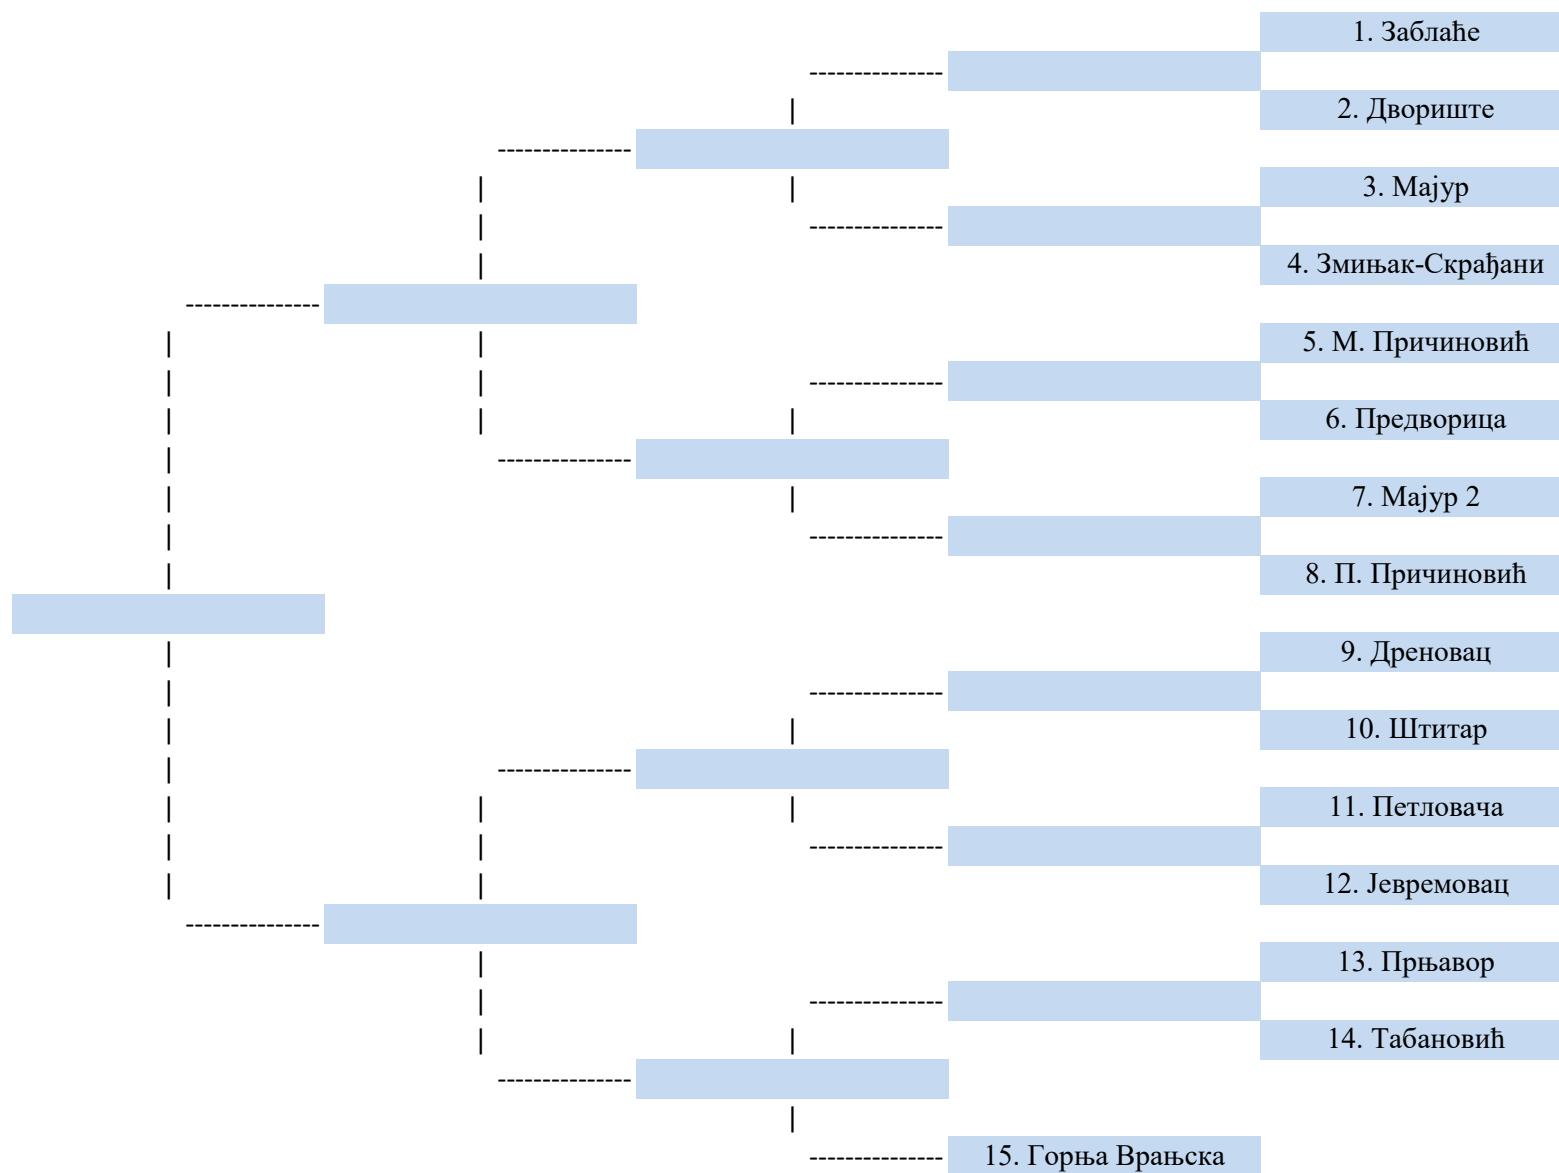 1. Заблаће
2. Двориште
3. Мајур
4. Змињак-Скрађани
5. М. Причиновић
6. Предворица
7. Мајур 2
8. П. Причиновић
9. Дреновац
10. Штитар
11. Петловача
12. Јевремовац
13. Прњавор
14. Табановић
15. Горња Врањска